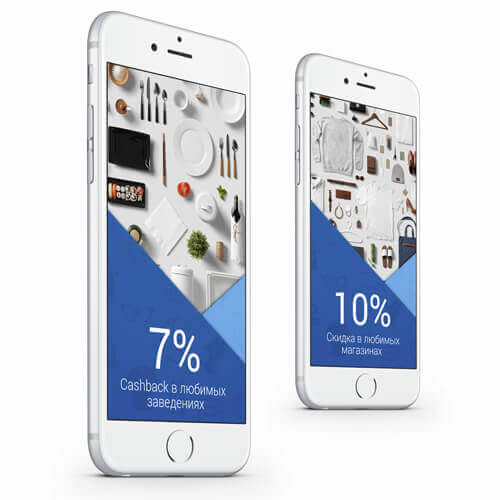 7%
Cashback в любимых
заведениях
10%
Скидка в любимых
магазинах